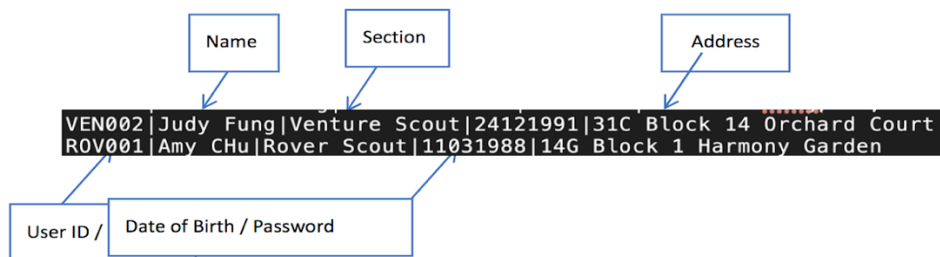 Name
Section
Address
VEN002|Judy Fung|Venture Scout|24121991|31C Block 14 Orchard Court
ROV001|Amy CHu|Rover Scout|11031988|14G Block 1 Harmony Garden
User ID /
Date of Birth / Password